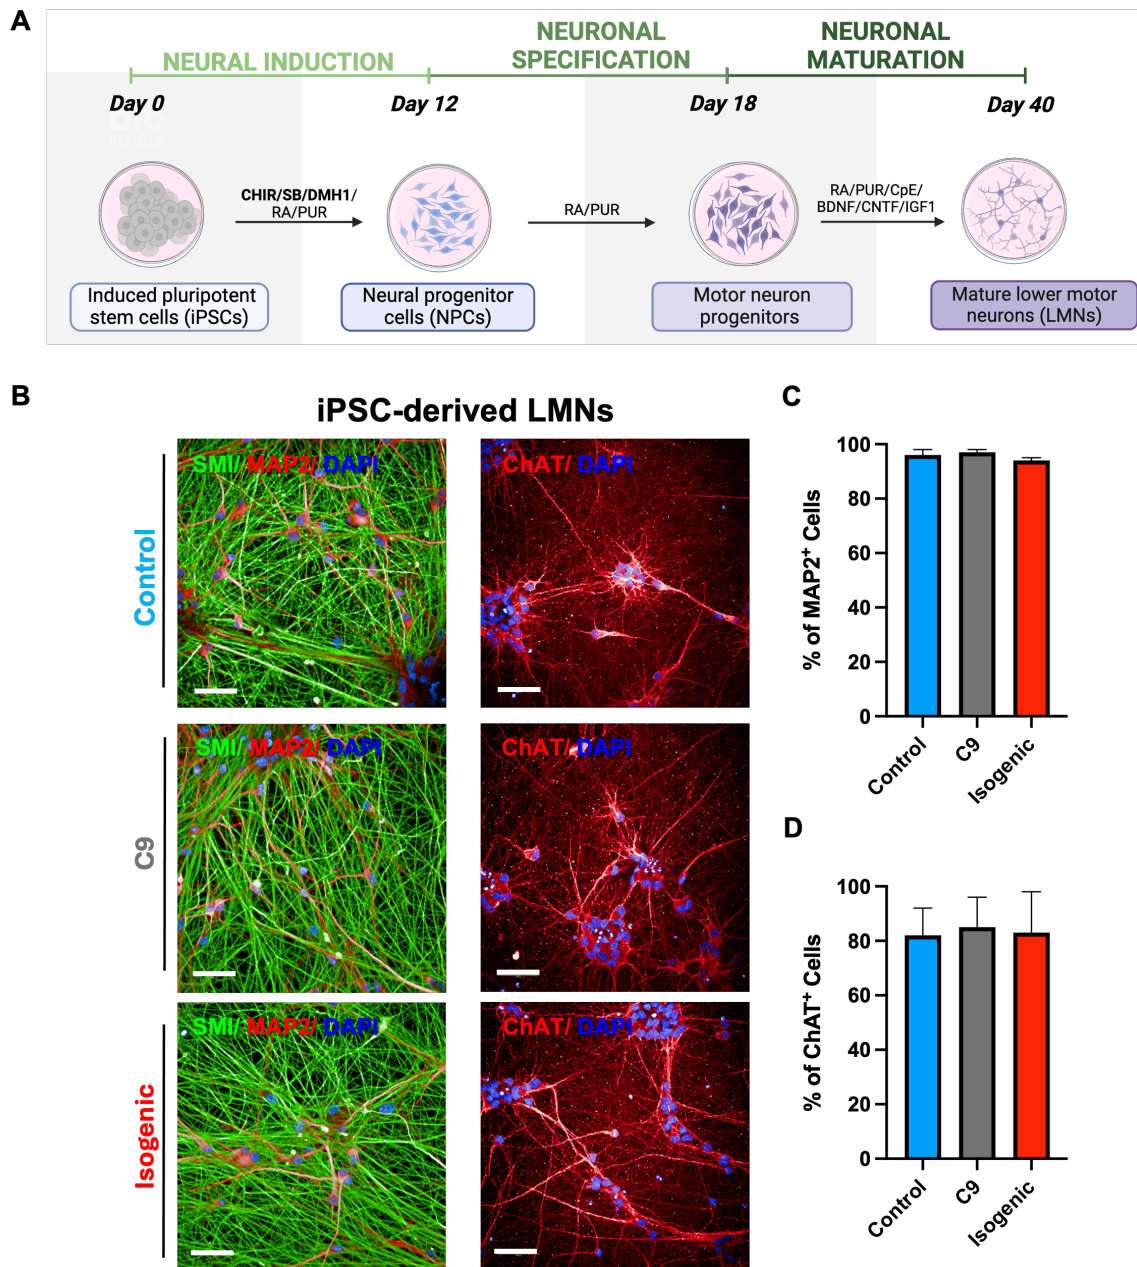 A
NEURAL INDUCTION
NEURONAL
SPECIFICATION
NEURONAL
MATURATION
Day 0
Day 12
Day 18
Day 40
CHIR/SB/DMH1/
RA/PUR
RA/PUR
RA/PUR/CpE/
BDNF/CNTF/IGF1
Induced pluripotent
stem cells (iPSCs)
Neural progenitor
cells (NPCs)
Motor neuron
progenitors
Mature lower motor
neurons (LMNs)
B
iPSC-derived LMNs
Control
SMI/ MAP2/ DAPI
ChAT/ DAPI
C9
SMI/ MAP2/ DAPI
ChAT/ DAPI
Isogenic
SMI/ MAP2/ DAPI
ChAT/ DAPI
C
% of MAP2⁺ Cells
100
80
60
40
20
0
Control
C9
Isogenic
D
% of ChAT⁺ Cells
100
80
60
40
20
0
Control
C9
Isogenic